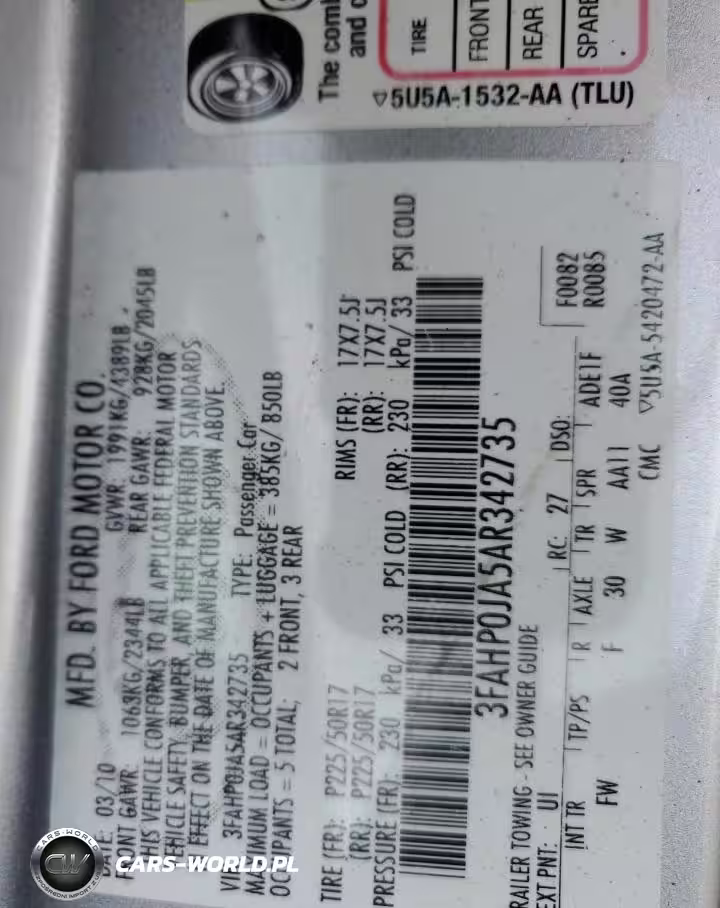 The comb
and c
TIRE
FRONT
REAR
SPARE
▽5U5A-1532-AA (TLU)
MFD. BY FORD MOTOR CO.
03/10 GVWR: 1991KG/4389LB
FRONT GAWR: 1063KG/2344LB REAR GAWR: 928KG/2045LB
THIS VEHICLE CONFORMS TO ALL APPLICABLE FEDERAL MOTOR
VEHICLE SAFETY, BUMPER, AND THEFT PREVENTION STANDARDS
EFFECT ON THE DATE OF MANUFACTURE SHOWN ABOVE.
3FAHP0JA5AR342735 TYPE: Passenger Car
MAXIMUM LOAD = OCCUPANTS + LUGGAGE = 385KG/ 850LB
OCCUPANTS = 5 TOTAL; 2 FRONT, 3 REAR
TIRE (FR): P225/50R17 RIMS (FR): 17X7.5J
(RR): P225/50R17 (RR): 17X7.5J
PRESSURE (FR): 230 kPa/ 33 PSI COLD (RR): 230 kPa/ 33 PSI COLD
3FAHP0JA5AR342735
RAILER TOWING - SEE OWNER GUIDE
F0082
EXT PNT: UI RC: 27 DSO: R0085
INT TR TP/PS R AXLE TR SPR ADE1F
FW F 30 W AA11 40A
CMC ▽5U5A-5420472-AA
CARS-WORLD
CW
CARS-WORLD.PL